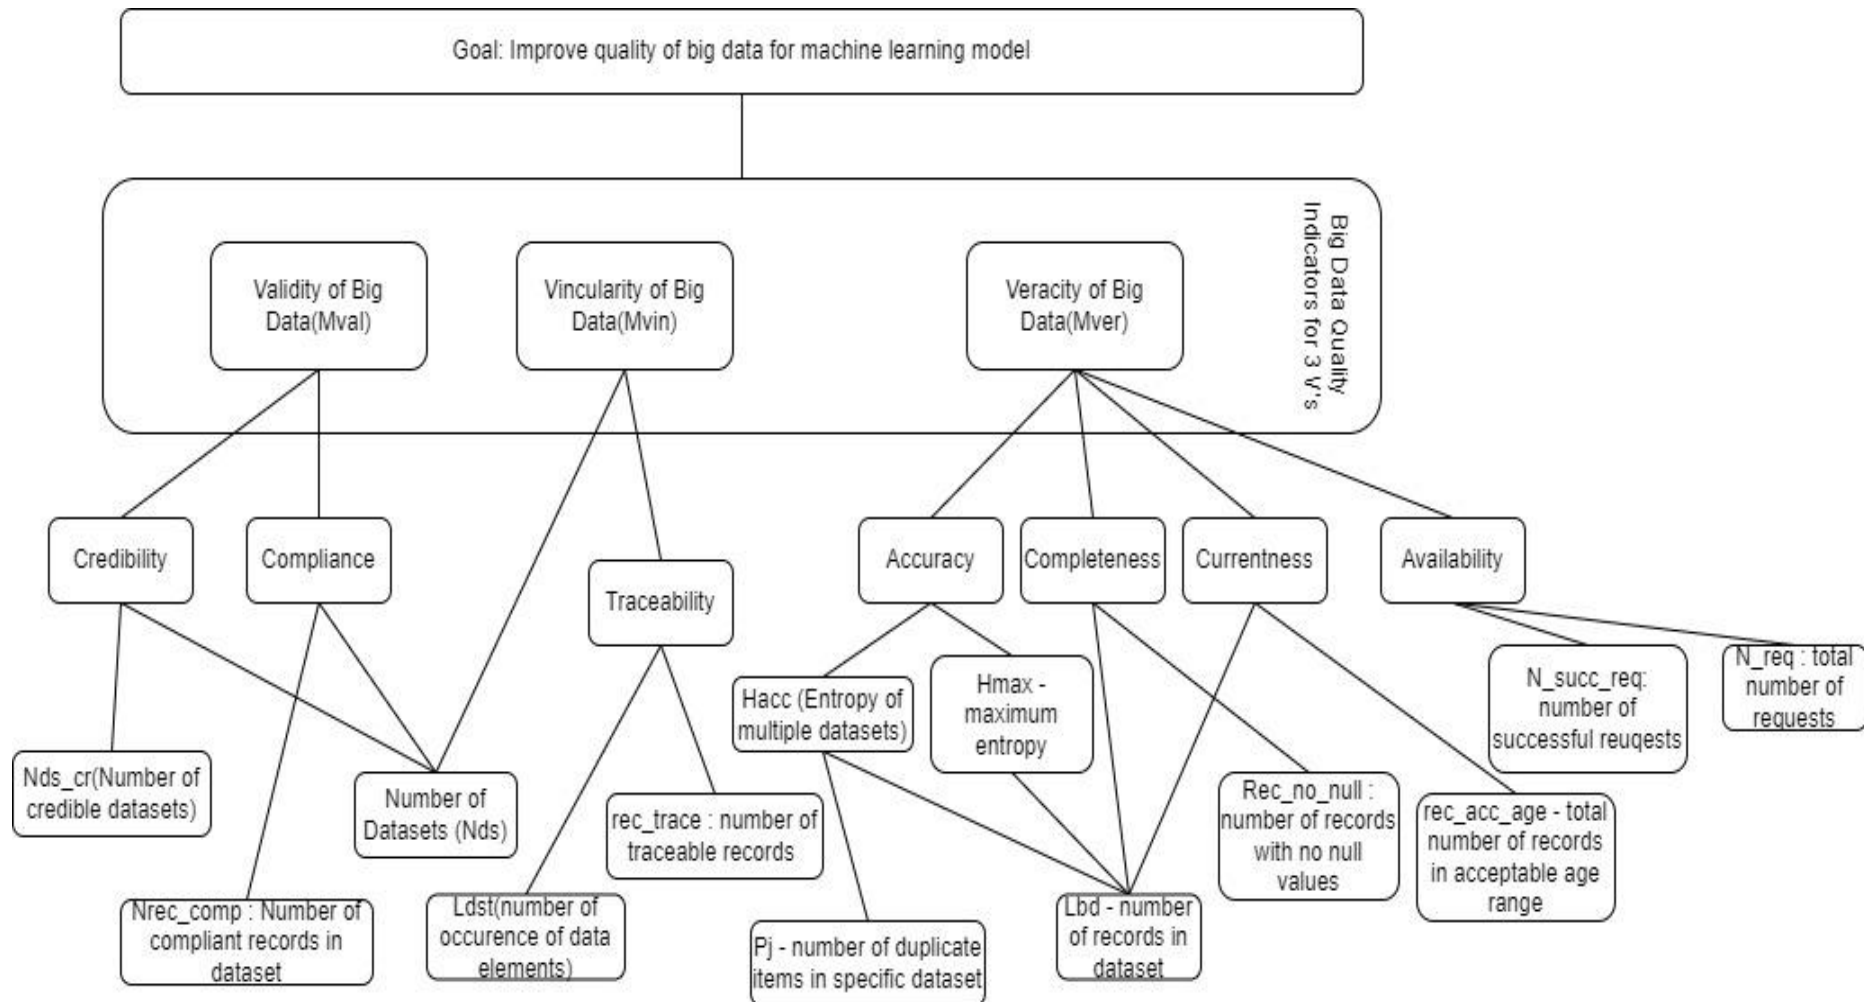 Goal: Improve quality of big data for machine learning model
Big Data Quality
Indicators for 3 V's
Validity of Big
Data(Mval)
Vincularity of Big
Data(Mvin)
Veracity of Big
Data(Mver)
Credibility
Compliance
Traceability
Accuracy
Completeness
Currentness
Availability
Nds_cr(Number of
credible datasets)
Nrec_comp : Number of
compliant records in
dataset
Number of
Datasets (Nds)
Ldst(number of
occurence of data
elements)
rec_trace : number of
traceable records
Hacc (Entropy of
multiple datasets)
Hmax -
maximum
entropy
Pj - number of duplicate
items in specific dataset
Lbd - number
of records in
dataset
Rec_no_null :
number of records
with no null
values
rec_acc_age - total
number of records
in acceptable age
range
N_succ_req:
number of
successful reuqests
N_req : total
number of
requests